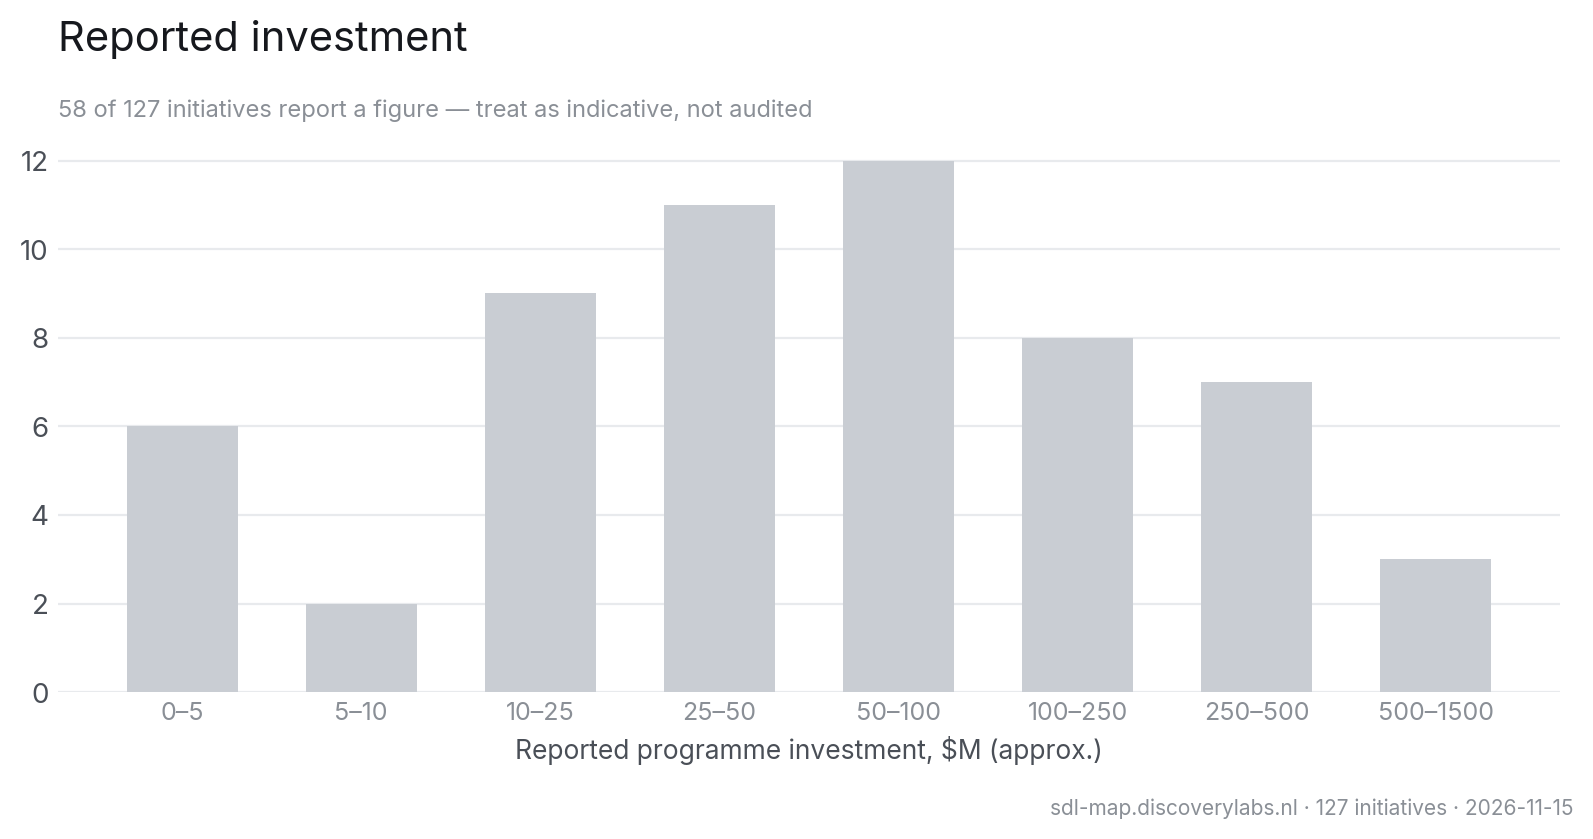 Reported investment
58 of 127 initiatives report a figure — treat as indicative, not audited
12
10
8
6
4
2
0
0–5 5–10 10–25 25–50 50–100 100–250 250–500 500–1500
Reported programme investment, $M (approx.)
sdl-map.discoverylabs.nl · 127 initiatives · 2026-11-15